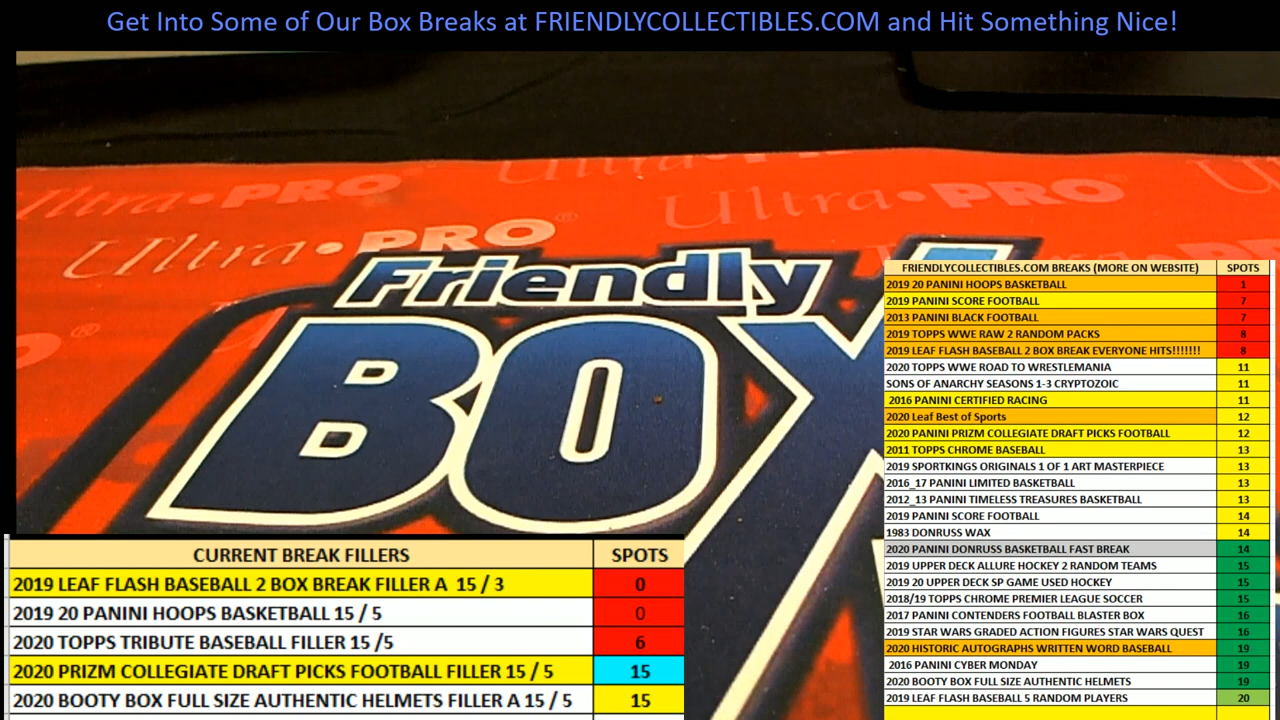 Get Into Some of Our Box Breaks at FRIENDLYCOLLECTIBLES.COM and Hit Something Nice!
Ultra•PRO
Ultra•PRO
Ultra•PRO®
Friendly
BOX
FRIENDLYCOLLECTIBLES.COM BREAKS (MORE ON WEBSITE) SPOTS
2019 20 PANINI HOOPS BASKETBALL 1
2019 PANINI SCORE FOOTBALL 7
2013 PANINI BLACK FOOTBALL 7
2019 TOPPS WWE RAW 2 RANDOM PACKS 8
2019 LEAF FLASH BASEBALL 2 BOX BREAK EVERYONE HITS!!!!!!! 8
2020 TOPPS WWE ROAD TO WRESTLEMANIA 11
SONS OF ANARCHY SEASONS 1-3 CRYPTOZOIC 11
2016 PANINI CERTIFIED RACING 11
2020 Leaf Best of Sports 12
2020 PANINI PRIZM COLLEGIATE DRAFT PICKS FOOTBALL 12
2011 TOPPS CHROME BASEBALL 13
2019 SPORTKINGS ORIGINALS 1 OF 1 ART MASTERPIECE 13
2016_17 PANINI LIMITED BASKETBALL 13
2012_13 PANINI TIMELESS TREASURES BASKETBALL 13
2019 PANINI SCORE FOOTBALL 14
1983 DONRUSS WAX 14
2020 PANINI DONRUSS BASKETBALL FAST BREAK 14
2019 UPPER DECK ALLURE HOCKEY 2 RANDOM TEAMS 15
2019 20 UPPER DECK SP GAME USED HOCKEY 15
2018/19 TOPPS CHROME PREMIER LEAGUE SOCCER 15
2017 PANINI CONTENDERS FOOTBALL BLASTER BOX 16
2019 STAR WARS GRADED ACTION FIGURES STAR WARS QUEST 16
2020 HISTORIC AUTOGRAPHS WRITTEN WORD BASEBALL 19
2016 PANINI CYBER MONDAY 19
2020 BOOTY BOX FULL SIZE AUTHENTIC HELMETS 19
2019 LEAF FLASH BASEBALL 5 RANDOM PLAYERS 20
CURRENT BREAK FILLERS SPOTS
2019 LEAF FLASH BASEBALL 2 BOX BREAK FILLER A 15 / 3 0
2019 20 PANINI HOOPS BASKETBALL 15 / 5 0
2020 TOPPS TRIBUTE BASEBALL FILLER 15 /5 6
2020 PRIZM COLLEGIATE DRAFT PICKS FOOTBALL FILLER 15 / 5 15
2020 BOOTY BOX FULL SIZE AUTHENTIC HELMETS FILLER A 15 / 5 15